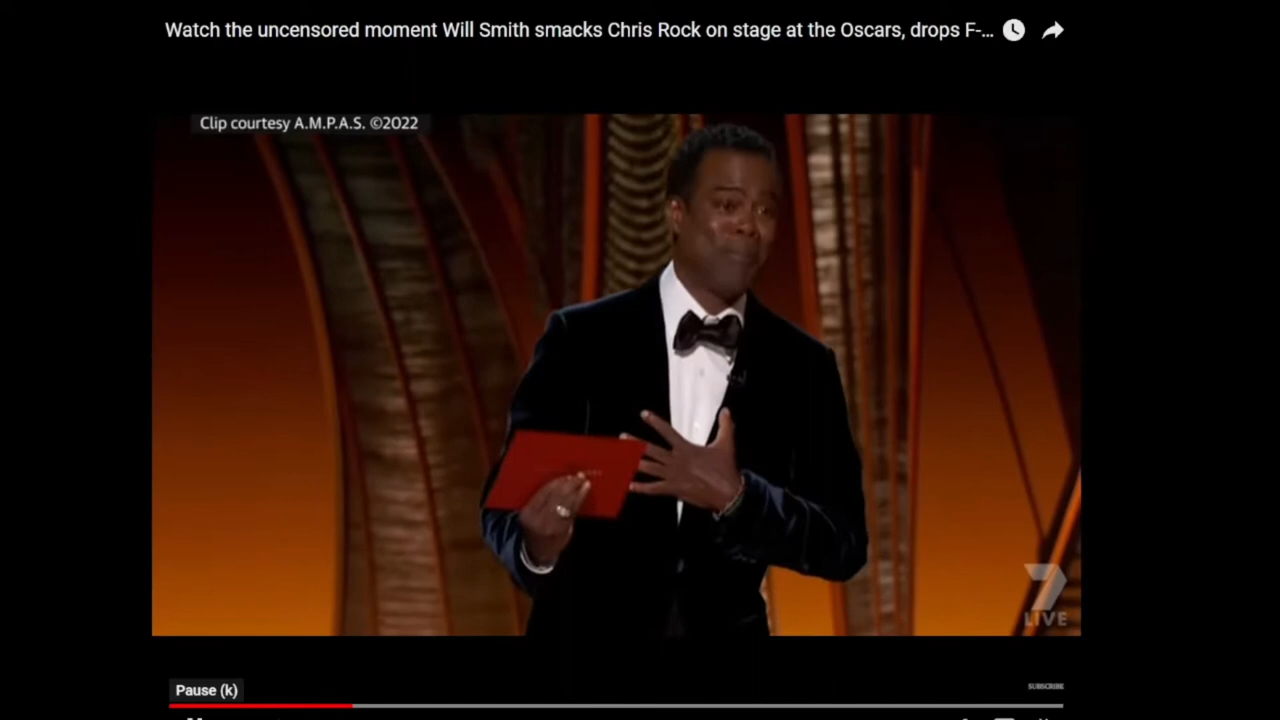 Watch the uncensored moment Will Smith smacks Chris Rock on stage at the Oscars, drops F-...
Clip courtesy A.M.P.A.S. ©2022
7
LIVE
Pause (k)
SUBSCRIBE